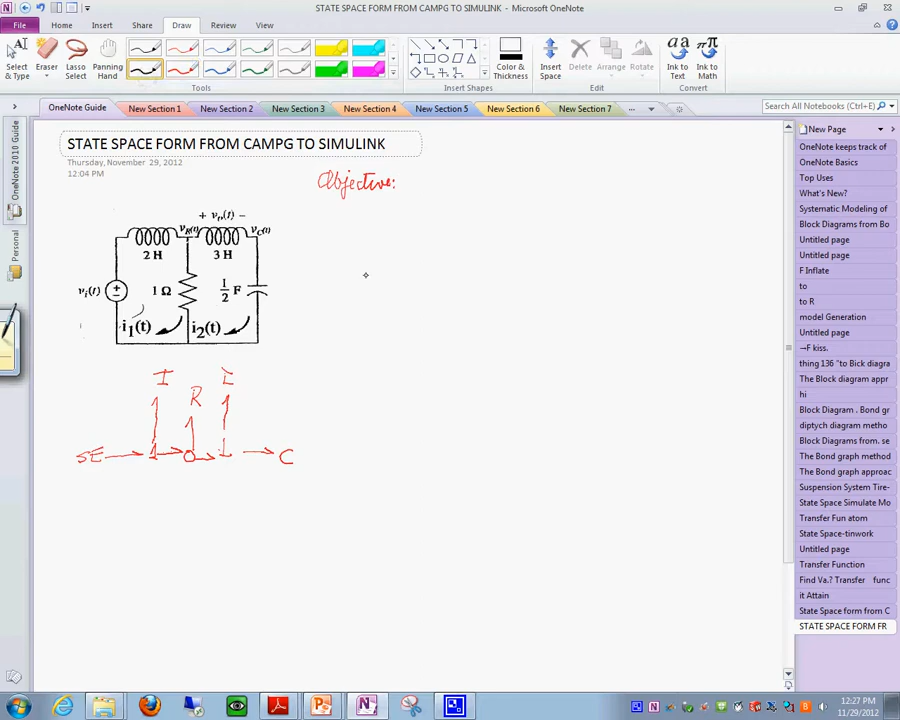 STATE SPACE FORM FROM CAMPG TO SIMULINK - Microsoft OneNote
File Home Insert Share Draw Review View
Select & Type
Eraser
Lasso Select
Panning Hand
Color & Thickness
Insert Space
Delete
Arrange
Rotate
Ink to Text
Ink to Math
Tools Insert Shapes Edit Convert
OneNote Guide New Section 1 New Section 2 New Section 3 New Section 4 New Section 5 New Section 6 New Section 7 ...
Search All Notebooks (Ctrl+E)
OneNote 2010 Guide
Personal
STATE SPACE FORM FROM CAMPG TO SIMULINK
Thursday, November 29, 2012
12:04 PM
Objective:
+ vo(t) −
vR(t) vC(t)
2 H 3 H
vi(t) + − 1 Ω 1/2 F
i1(t) i2(t)
I I
R
SE 1 0 1 C
New Page
OneNote keeps track of
OneNote Basics
Top Uses
What's New?
Systematic Modeling of
Block Diagrams from Bo
Untitled page
Untitled page
F Inflate
to
to R
model Generation
Untitled page
→F kiss.
thing 136 "to Bick diagra
The Block diagram appr
hi
Block Diagram . Bond gr
diptych diagram metho
Block Diagrams from. se
The Bond graph method
The Bond graph approac
Suspension System Tire-
State Space Simulate Mo
Transfer Fun atom
State Space-tinwork
Untitled page
Transfer Function
Find Va.? Transfer func
it Attain
State Space form from C
STATE SPACE FORM FR
12:27 PM
11/29/2012